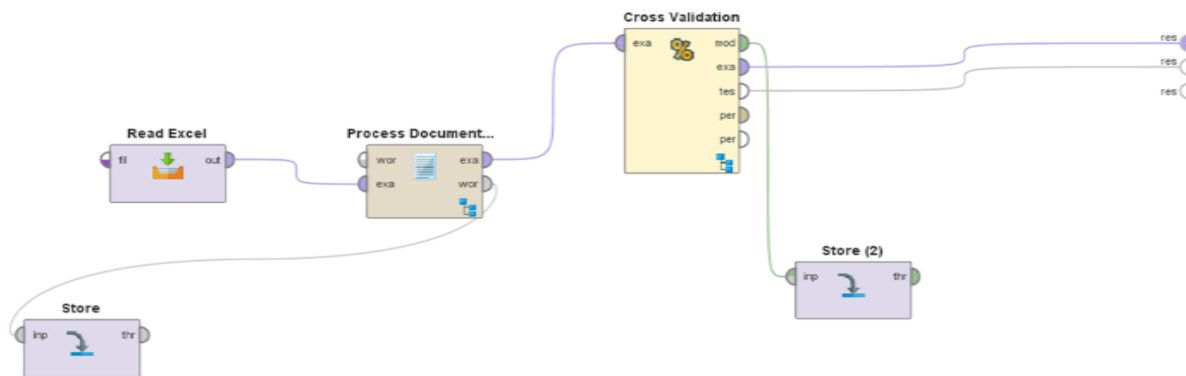 Cross Validation
exa mod
exa
tes
per
per
res
res
res
Read Excel
fil out
Process Document...
wor exa
exa wor
Store (2)
inp thr
Store
inp thr